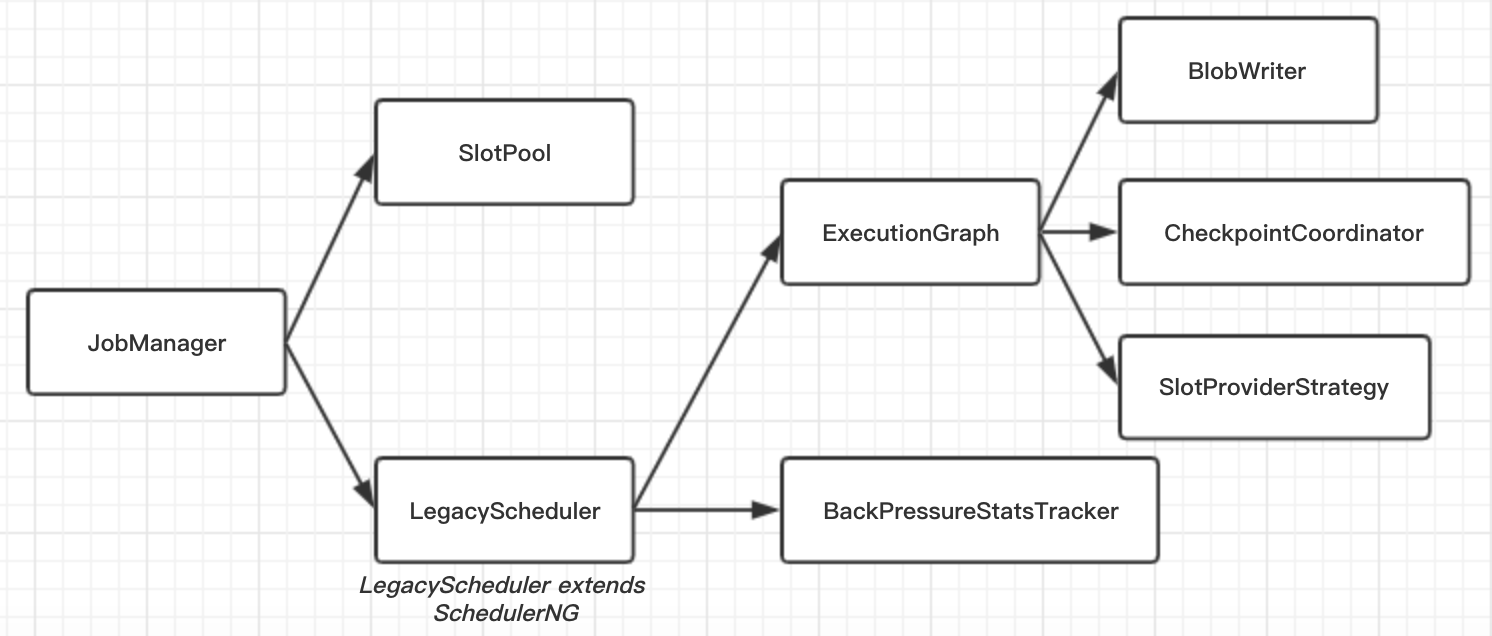 BlobWriter
SlotPool
ExecutionGraph
CheckpointCoordinator
JobManager
SlotProviderStrategy
LegacyScheduler
BackPressureStatsTracker
LegacyScheduler extends
SchedulerNG